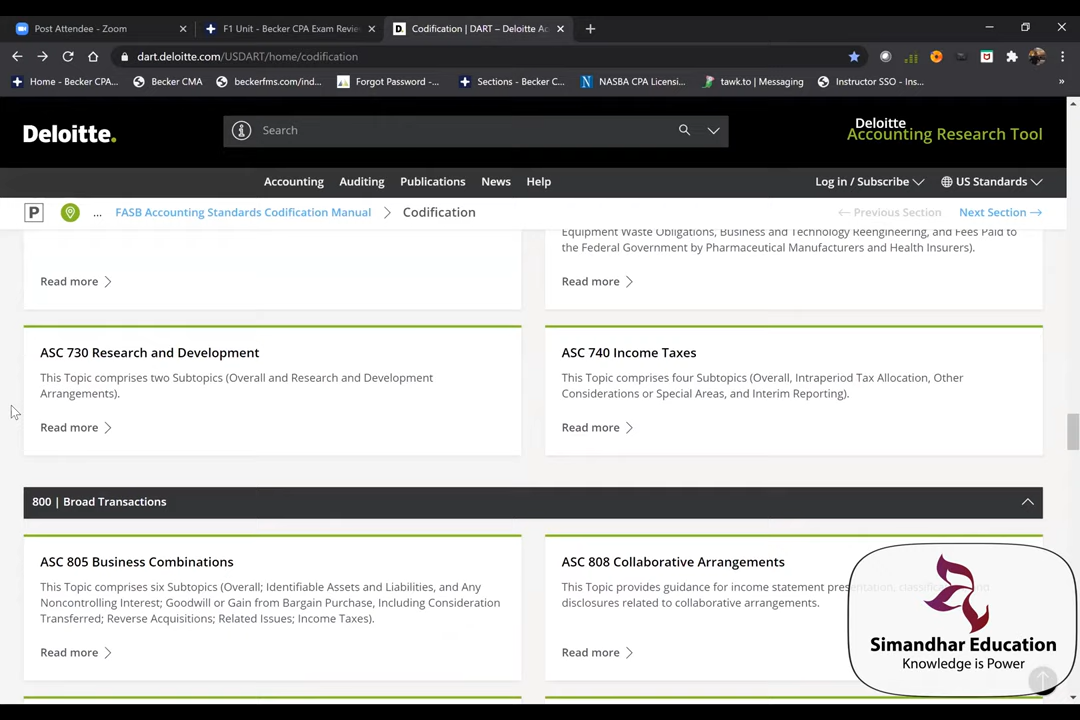 Post Attendee - Zoom
F1 Unit - Becker CPA Exam Revie
Codification | DART – Deloitte Ac
dart.deloitte.com/USDART/home/codification
Home - Becker CPA...
Becker CMA
beckerfms.com/ind...
Forgot Password -...
Sections - Becker C...
NASBA CPA Licensi...
tawk.to | Messaging
Instructor SSO - Ins...
»
Deloitte.
Search
Deloitte
Accounting Research Tool
Accounting
Auditing
Publications
News
Help
Log in / Subscribe
US Standards
P
...
FASB Accounting Standards Codification Manual
Codification
Previous Section
Next Section
Equipment Waste Obligations, Business and Technology Reengineering, and Fees Paid to
the Federal Government by Pharmaceutical Manufacturers and Health Insurers).
Read more
Read more
ASC 730 Research and Development
This Topic comprises two Subtopics (Overall and Research and Development
Arrangements).
Read more
ASC 740 Income Taxes
This Topic comprises four Subtopics (Overall, Intraperiod Tax Allocation, Other
Considerations or Special Areas, and Interim Reporting).
Read more
800 | Broad Transactions
ASC 805 Business Combinations
This Topic comprises six Subtopics (Overall; Identifiable Assets and Liabilities, and Any
Noncontrolling Interest; Goodwill or Gain from Bargain Purchase, Including Consideration
Transferred; Reverse Acquisitions; Related Issues; Income Taxes).
Read more
ASC 808 Collaborative Arrangements
This Topic provides guidance for income statement presentation, classification and
disclosures related to collaborative arrangements.
Read more
Simandhar Education
Knowledge is Power